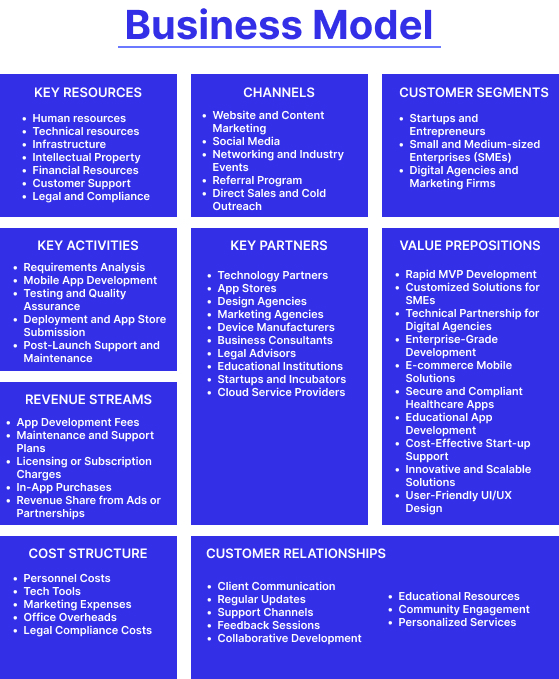 Business Model
KEY RESOURCES
• Human resources
• Technical resources
• Infrastructure
• Intellectual Property
• Financial Resources
• Customer Support
• Legal and Compliance
CHANNELS
• Website and Content
Marketing
• Social Media
• Networking and Industry
Events
• Referral Program
• Direct Sales and Cold
Outreach
CUSTOMER SEGMENTS
• Startups and
Entrepreneurs
• Small and Medium-sized
Enterprises (SMEs)
• Digital Agencies and
Marketing Firms
KEY ACTIVITIES
• Requirements Analysis
• Mobile App Development
• Testing and Quality
Assurance
• Deployment and App Store
Submission
• Post-Launch Support and
Maintenance
KEY PARTNERS
• Technology Partners
• App Stores
• Design Agencies
• Marketing Agencies
• Device Manufacturers
• Business Consultants
• Legal Advisors
• Educational Institutions
• Startups and Incubators
• Cloud Service Providers
VALUE PREPOSITIONS
• Rapid MVP Development
• Customized Solutions for
SMEs
• Technical Partnership for
Digital Agencies
• Enterprise-Grade
Development
• E-commerce Mobile
Solutions
• Secure and Compliant
Healthcare Apps
• Educational App
Development
• Cost-Effective Start-up
Support
• Innovative and Scalable
Solutions
• User-Friendly UI/UX
Design
REVENUE STREAMS
• App Development Fees
• Maintenance and Support
Plans
• Licensing or Subscription
Charges
• In-App Purchases
• Revenue Share from Ads or
Partnerships
COST STRUCTURE
• Personnel Costs
• Tech Tools
• Marketing Expenses
• Office Overheads
• Legal Compliance Costs
CUSTOMER RELATIONSHIPS
• Client Communication
• Regular Updates
• Support Channels
• Feedback Sessions
• Collaborative Development
• Educational Resources
• Community Engagement
• Personalized Services